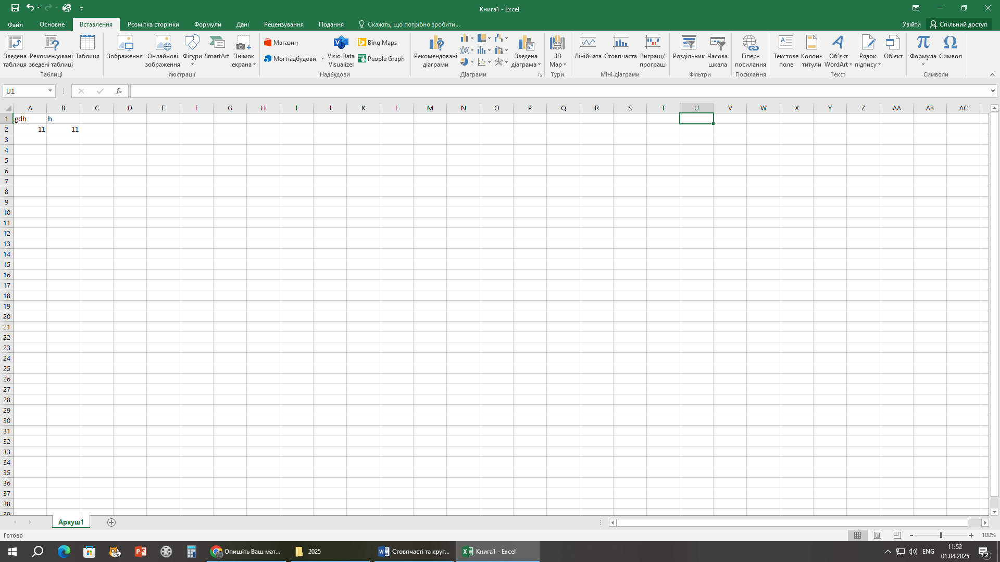 Книга1 - Excel
Файл Основне Вставлення Розмітка сторінки Формули Дані Рецензування Подання Скажіть, що потрібно зробити... Увійти Спільний доступ
Зведена таблиця
Рекомендовані зведені таблиці
Таблиця
Таблиці
Зображення
Онлайнові зображення
Фігури
SmartArt
Знімок екрана
Ілюстрації
Магазин
Мої надбудови
Visio Data Visualizer
Bing Maps
People Graph
Надбудови
Рекомендовані діаграми
Зведена діаграма
Діаграми
3D Map
Тури
Лінійчата
Стовпчаста
Виграш/програш
Міні-діаграми
Роздільник
Часова шкала
Фільтри
Гіпер-посилання
Посилання
Текстове поле
Колон-титули
Об'єкт WordArt
Рядок підпису
Об'єкт
Текст
Формула
Символ
Символи
U1
fx
A B C D E F G H I J K L M N O P Q R S T U V W X Y Z AA AB AC
1 gdh h
2 11 11
3
4
5
6
7
8
9
10
11
12
13
14
15
16
17
18
19
20
21
22
23
24
25
26
27
28
29
30
31
32
33
34
35
36
37
38
39
Аркуш1
Готово
100%
Опишіть Ваш мат...
2025
Стовпчасті та круг...
Книга1 - Excel
ENG
11:52
01.04.2025
2